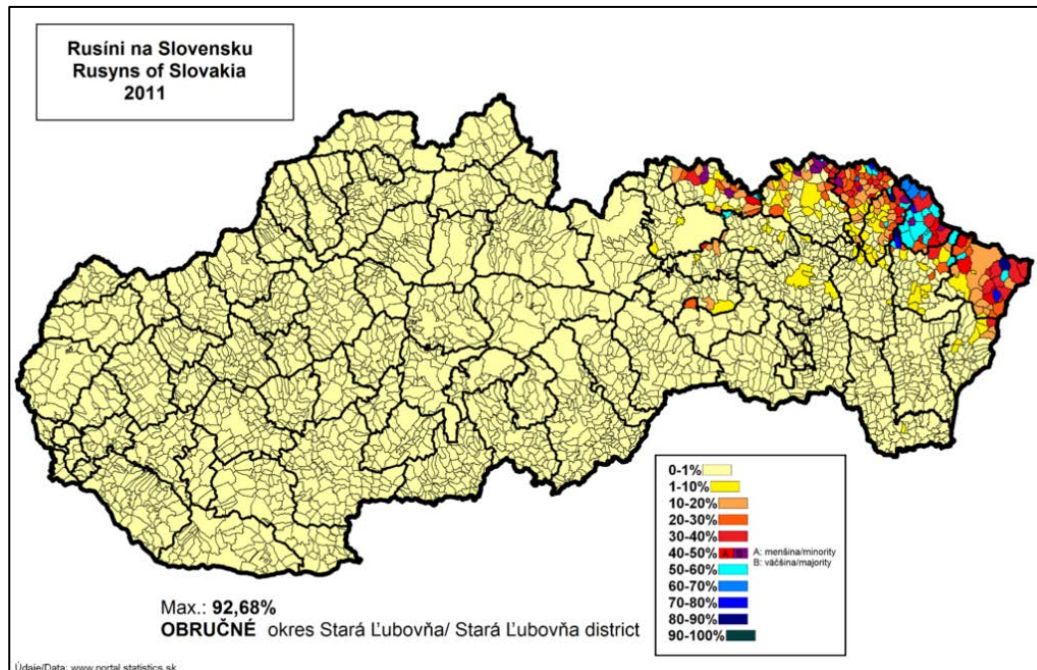 Rusíni na Slovensku
Rusyns of Slovakia
2011
0-1%
1-10%
10-20%
20-30%
30-40%
40-50% A B A: menšina/minority
B: väčšina/majority
50-60%
60-70%
70-80%
80-90%
90-100%
Max.: 92,68%
OBRUČNÉ okres Stará Ľubovňa/ Stará Ľubovňa district
Údaje/Data: www.portal.statistics.sk